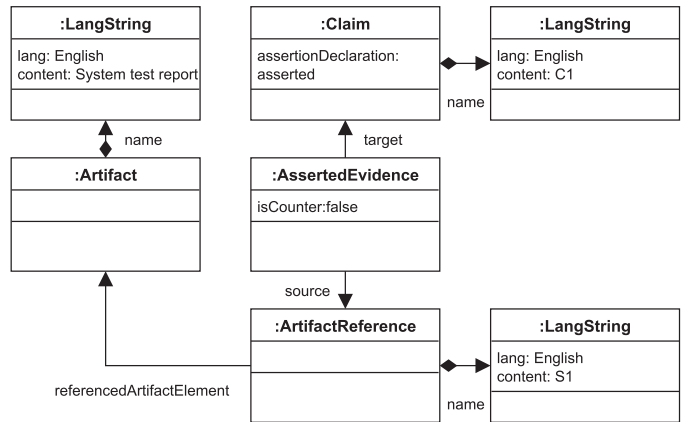 :LangString
lang: English
content: System test report
:Claim
assertionDeclaration:
asserted
:LangString
lang: English
content: C1
name
name
target
:Artifact
:AssertedEvidence
isCounter:false
source
:ArtifactReference
:LangString
lang: English
content: S1
referencedArtifactElement
name